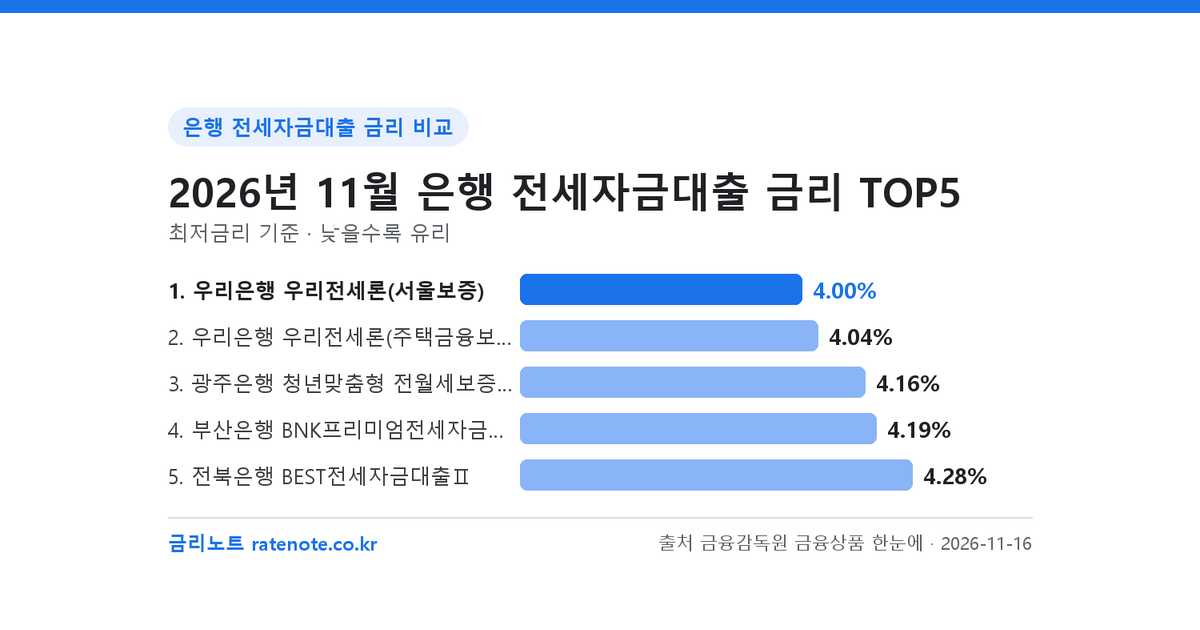 은행 전세자금대출 금리 비교
2026년 11월 은행 전세자금대출 금리 TOP5
최저금리 기준 · 낮을수록 유리
1. 우리은행 우리전세론(서울보증) 4.00%
2. 우리은행 우리전세론(주택금융보... 4.04%
3. 광주은행 청년맞춤형 전월세보증... 4.16%
4. 부산은행 BNK프리미엄전세자금... 4.19%
5. 전북은행 BEST전세자금대출Ⅱ 4.28%
금리노트 ratenote.co.kr 출처 금융감독원 금융상품 한눈에 · 2026-11-16